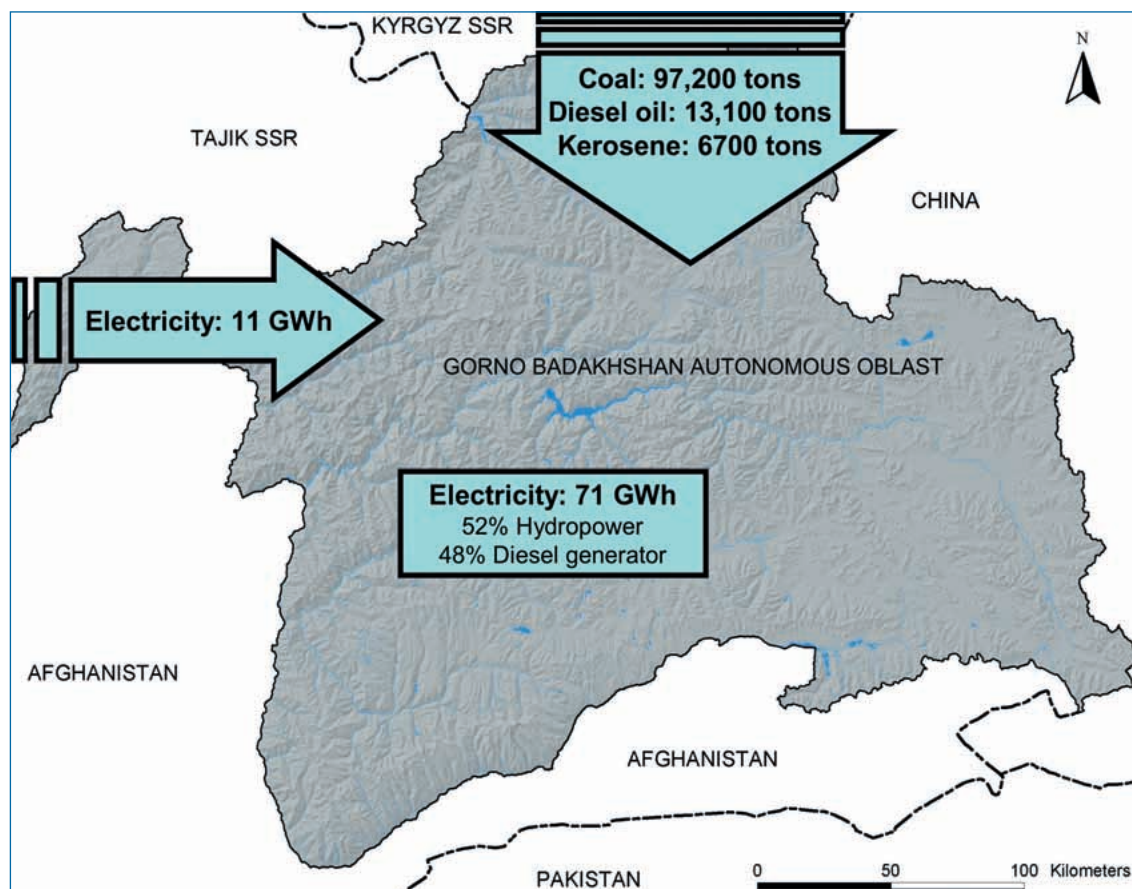 KYRGYZ SSR
N
Coal: 97,200 tons
Diesel oil: 13,100 tons
Kerosene: 6700 tons
TAJIK SSR
CHINA
Electricity: 11 GWh
GORNO BADAKHSHAN AUTONOMOUS OBLAST
Electricity: 71 GWh
52% Hydropower
48% Diesel generator
AFGHANISTAN
AFGHANISTAN
PAKISTAN
0 50 100 Kilometers